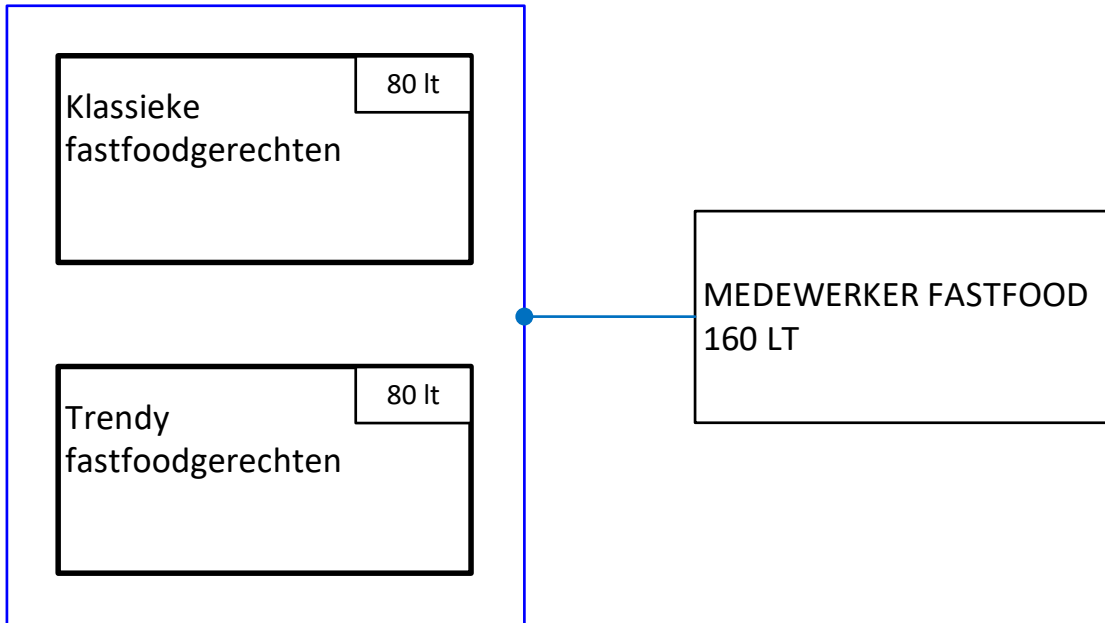 80 lt
Klassieke
fastfoodgerechten
MEDEWERKER FASTFOOD
160 LT
80 lt
Trendy
fastfoodgerechten